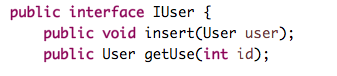 public interface IUser {
    public void insert(User user);
    public User getUse(int id);